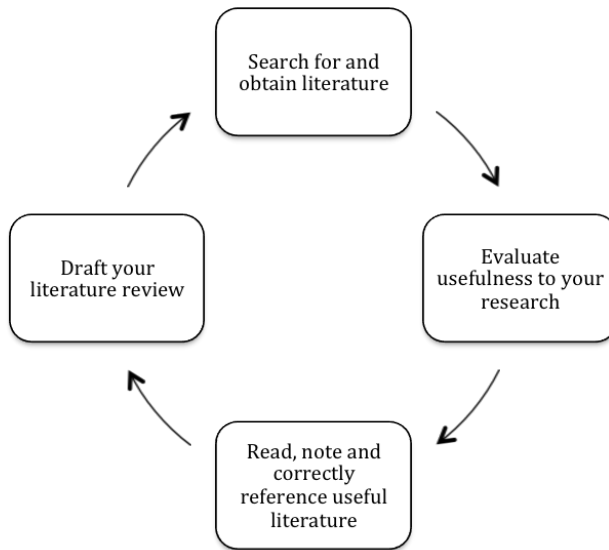 Search for and
obtain literature
Evaluate
usefulness to your
research
Read, note and
correctly
reference useful
literature
Draft your
literature review